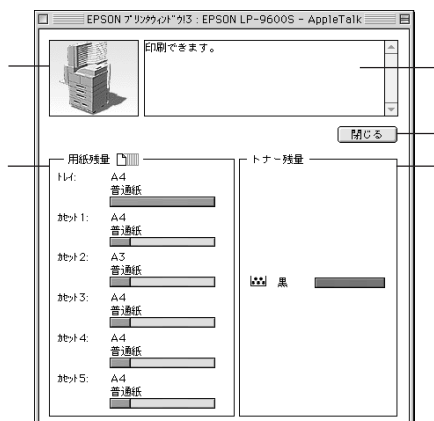 EPSON プリンタウィンドウ!3 : EPSON LP-9600S - AppleTalk
印刷できます。
閉じる
用紙残量
トレイ: A4
普通紙
カセット1: A4
普通紙
カセット2: A3
普通紙
カセット3: A4
普通紙
カセット4: A4
普通紙
カセット5: A4
普通紙
トナー残量
黒